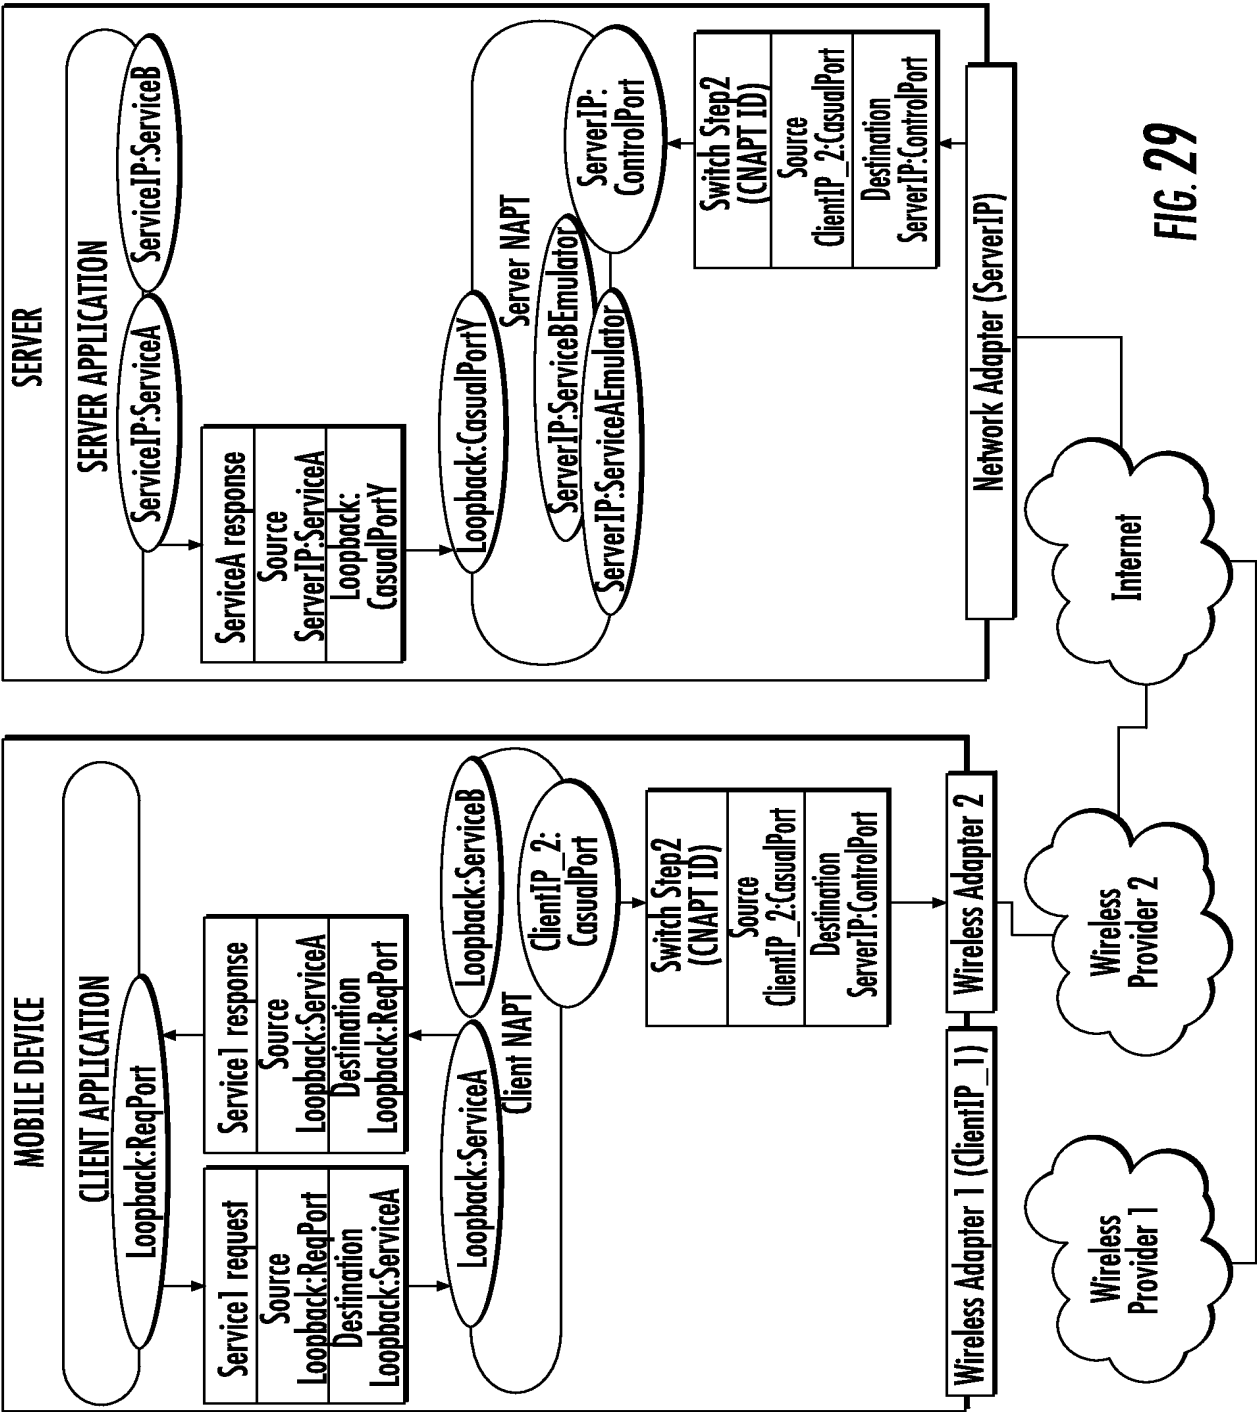 MOBILE DEVICE
CLIENT APPLICATION
Loopback:ReqPort
Service1 request
Source
Loopback:ReqPort
Destination
Loopback:ServiceA
Service1 response
Source
Loopback:ServiceA
Destination
Loopback:ReqPort
Loopback:ServiceA
Loopback:ServiceB
Client NAPT
ClientIP_2:
CasualPort
Switch Step2
(CNAPT ID)
Source
ClientIP_2:CasualPort
Destination
ServerIP:ControlPort
Wireless Adapter 1 (ClientIP_1)
Wireless Adapter 2
Wireless
Provider 1
Wireless
Provider 2
SERVER
SERVER APPLICATION
ServiceIP:ServiceA
ServiceIP:ServiceB
ServiceA response
Source
ServerIP:ServiceA
Loopback:
CasualPortY
Loopback:CasualPortY
Server NAPT
ServerIP:ServiceBEmulator
ServerIP:ServiceAEmulator
ServerIP:
ControlPort
Switch Step2
(CNAPT ID)
Source
ClientIP_2:CasualPort
Destination
ServerIP:ControlPort
Network Adapter (ServerIP)
Internet
FIG. 29